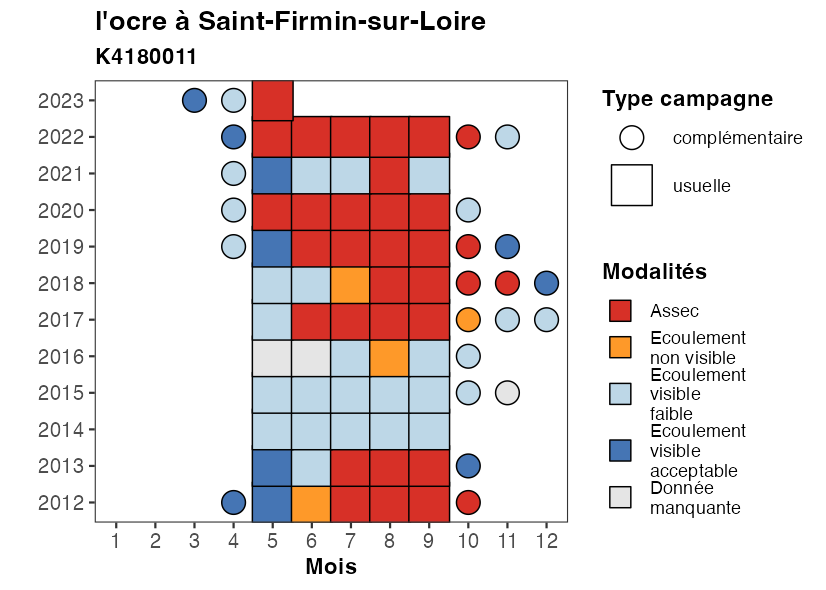 l'ocre à Saint-Firmin-sur-Loire
K4180011
2023
2022
2021
2020
2019
2018
2017
2016
2015
2014
2013
2012
1 2 3 4 5 6 7 8 9 10 11 12
Mois
Type campagne
complémentaire
usuelle
Modalités
Assec
Ecoulement
non visible
Ecoulement
visible
faible
Ecoulement
visible
acceptable
Donnée
manquante